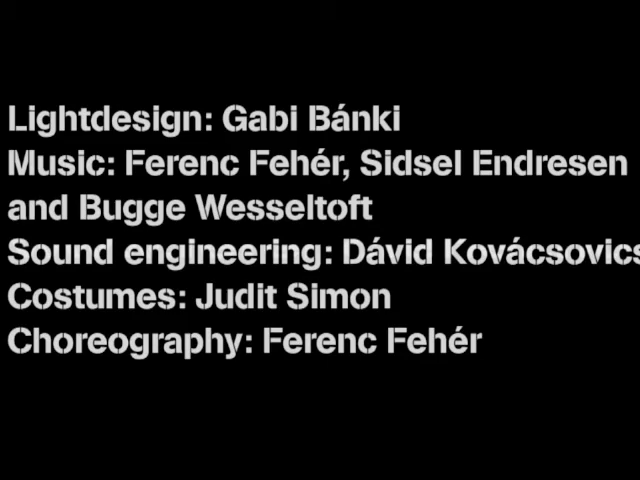 Lightdesign: Gabi Bánki
Music: Ferenc Fehér, Sidsel Endresen
and Bugge Wesseltoft
Sound engineering: Dávid Kovácsovics
Costumes: Judit Simon
Choreography: Ferenc Fehér